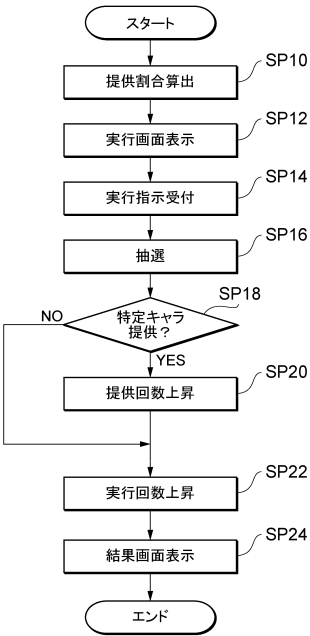 スタート
提供割合算出
SP10
実行画面表示
SP12
実行指示受付
SP14
抽選
SP16
特定キャラ
提供？
SP18
NO
YES
提供回数上昇
SP20
実行回数上昇
SP22
結果画面表示
SP24
エンド